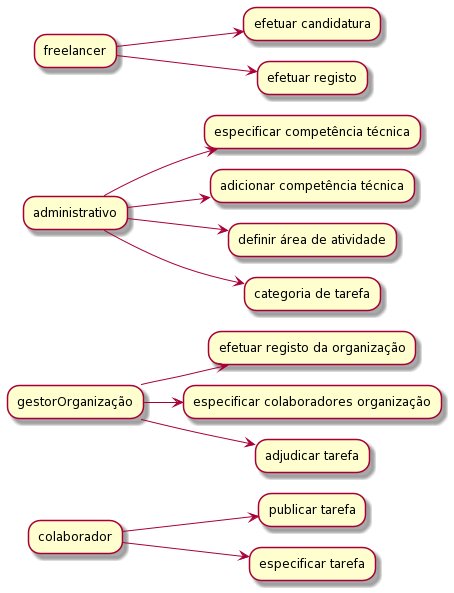 freelancer
efetuar candidatura
efetuar registo
administrativo
especificar competência técnica
adicionar competência técnica
definir área de atividade
categoria de tarefa
gestorOrganização
efetuar registo da organização
especificar colaboradores organização
adjudicar tarefa
colaborador
publicar tarefa
especificar tarefa